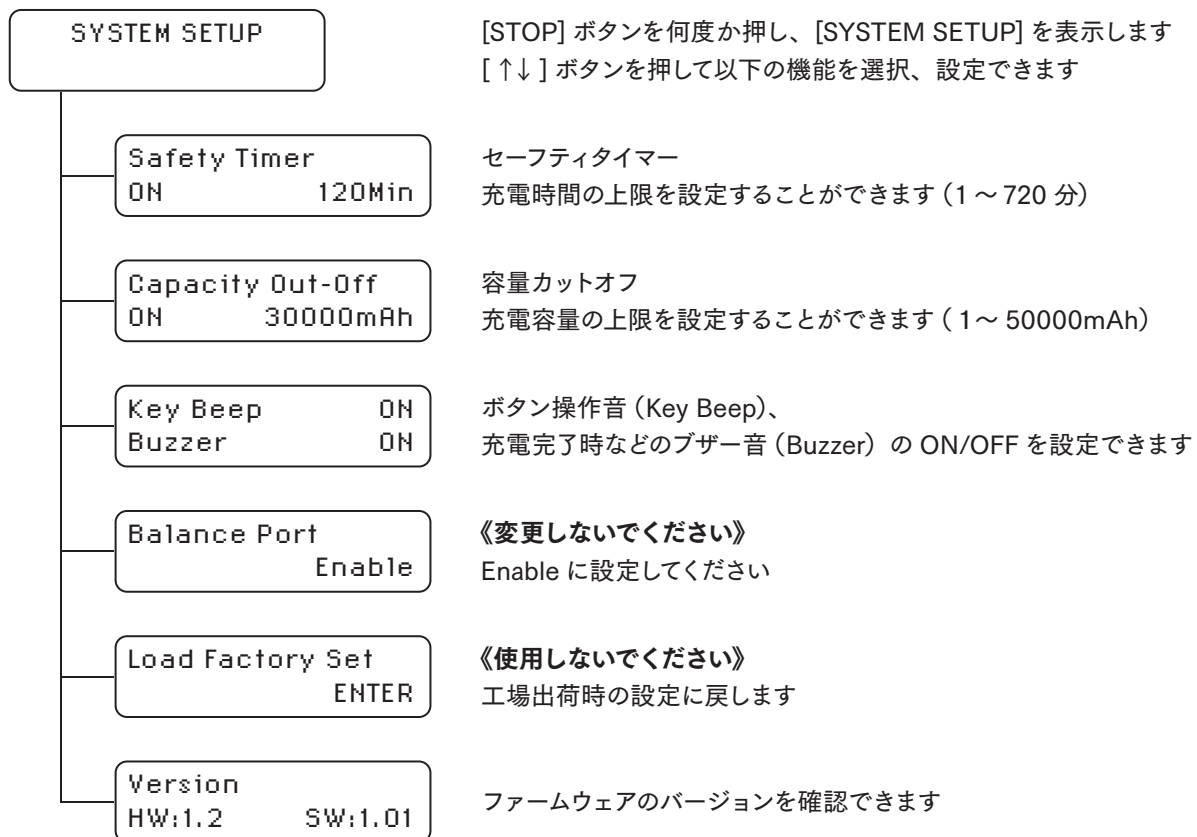 SYSTEM SETUP
[STOP] ボタンを何度か押し、[SYSTEM SETUP] を表示します
[ ↑↓ ] ボタンを押して以下の機能を選択、設定できます
Safety Timer
ON 120Min
セーフティタイマー
充電時間の上限を設定することができます（1 ～ 720 分）
Capacity Out-Off
ON 30000mAh
容量カットオフ
充電容量の上限を設定することができます（ 1～ 50000mAh）
Key Beep ON
Buzzer ON
ボタン操作音（Key Beep）、
充電完了時などのブザー音（Buzzer）の ON/OFF を設定できます
Balance Port
Enable
《変更しないでください》
Enable に設定してください
Load Factory Set
ENTER
《使用しないでください》
工場出荷時の設定に戻します
Version
HW:1.2 SW:1.01
ファームウェアのバージョンを確認できます